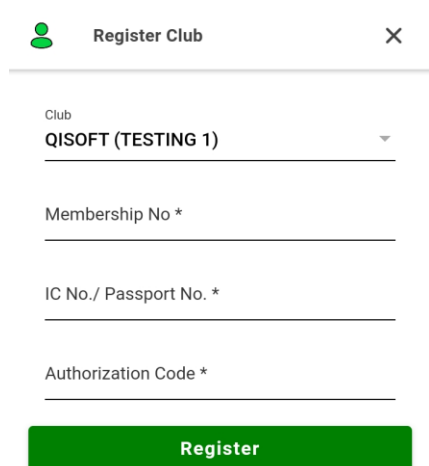 Register Club
Club
QISOFT (TESTING 1)
Membership No *
IC No./ Passport No. *
Authorization Code *
Register